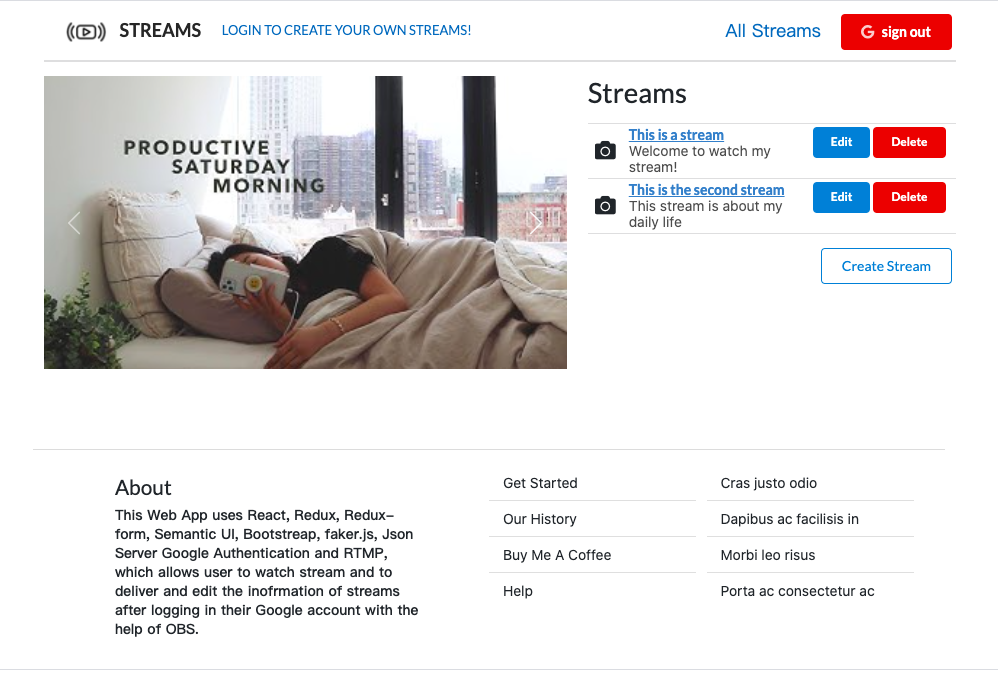 STREAMS LOGIN TO CREATE YOUR OWN STREAMS! All Streams sign out
PRODUCTIVE
SATURDAY
MORNING
Streams
This is a stream
Welcome to watch my
stream!
Edit Delete
This is the second stream
This stream is about my
daily life
Edit Delete
Create Stream
About
This Web App uses React, Redux, Redux-
form, Semantic UI, Bootstreap, faker.js, Json
Server Google Authentication and RTMP,
which allows user to watch stream and to
deliver and edit the inofrmation of streams
after logging in their Google account with the
help of OBS.
Get Started
Our History
Buy Me A Coffee
Help
Cras justo odio
Dapibus ac facilisis in
Morbi leo risus
Porta ac consectetur ac